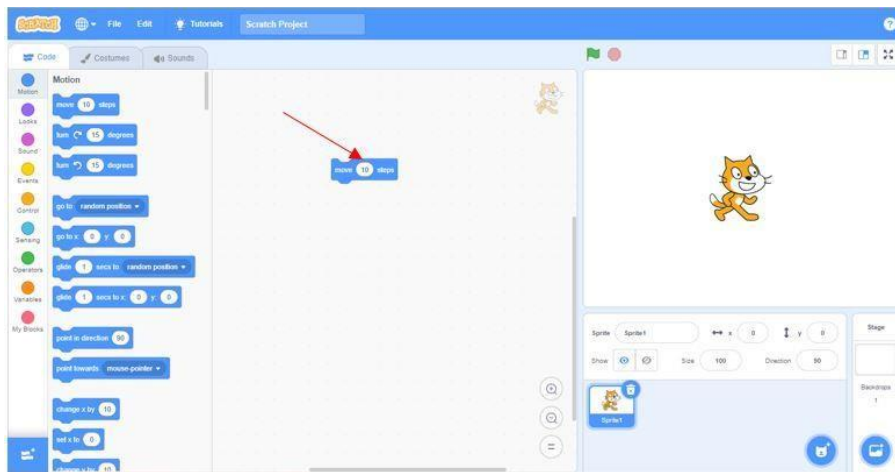 SCRATCH File Edit Tutorials Scratch Project ?
Code Costumes Sounds
Motion
Looks
Sound
Events
Control
Sensing
Operators
Variables
My Blocks
Motion
move 10 steps
turn 15 degrees
turn 15 degrees
go to random position
go to x: 0 y: 0
glide 1 secs to random position
glide 1 secs to x: 0 y: 0
point in direction 90
point towards mouse-pointer
change x by 10
set x to 0
change y by 10
move 10 steps
Sprite Sprite1 x 0 y 0
Show Size 100 Direction 90
Sprite1
Stage
Backdrops
1